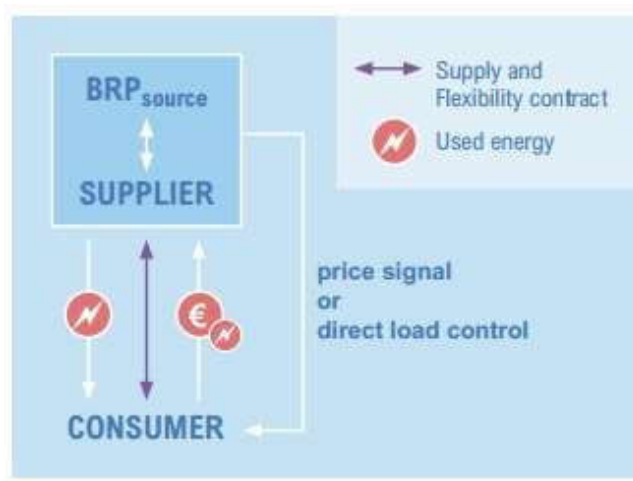 BRPsource
SUPPLIER
Supply and
Flexibility contract
Used energy
price signal
or
direct load control
€
CONSUMER